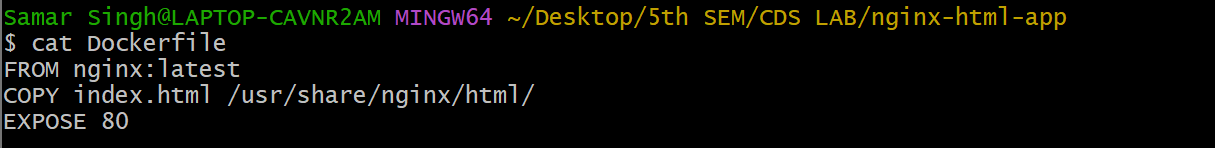 Samar Singh@LAPTOP-CAVNR2AM MINGW64 ~/Desktop/5th SEM/CDS LAB/nginx-html-app
$ cat Dockerfile
FROM nginx:latest
COPY index.html /usr/share/nginx/html/
EXPOSE 80